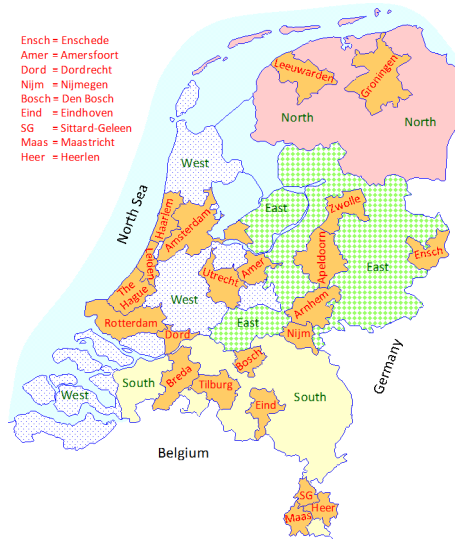 Ensch = Enschede
Amer = Amersfoort
Dord = Dordrecht
Nijm = Nijmegen
Bosch = Den Bosch
Eind = Eindhoven
SG = Sittard-Geleen
Maas = Maastricht
Heer = Heerlen
Leeuwarden
Groningen
North
North
West
North Sea
Haarlem
Amsterdam
East
Zwolle
Leiden
Utrecht
Amer
Apeldoorn
East
Ensch
The
Hague
West
Arnhem
Rotterdam
Dord
East
Nijm
Bosch
Germany
South
Breda
Tilburg
West
Eind
South
Belgium
SG
Heer
Maas